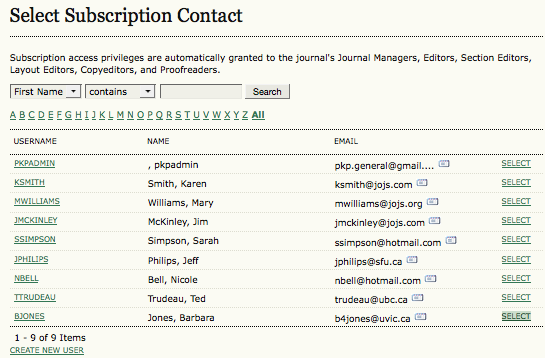 Select Subscription Contact
Subscription access privileges are automatically granted to the journal's Journal Managers, Editors, Section Editors,
Layout Editors, Copyeditors, and Proofreaders.
First Name contains Search
A B C D E F G H I J K L M N O P Q R S T U V W X Y Z All
USERNAME NAME EMAIL
PKPADMIN , pkpadmin pkp.general@gmail.... SELECT
KSMITH Smith, Karen ksmith@jojs.com SELECT
MWILLIAMS Williams, Mary mwilliams@jojs.org SELECT
JMCKINLEY McKinley, Jim jmckinley@jojs.com SELECT
SSIMPSON Simpson, Sarah ssimpson@hotmail.com SELECT
JPHILIPS Philips, Jeff jphilips@sfu.ca SELECT
NBELL Bell, Nicole nbell@hotmail.com SELECT
TTRUDEAU Trudeau, Ted trudeau@ubc.ca SELECT
BJONES Jones, Barbara b4jones@uvic.ca SELECT
1 - 9 of 9 Items
CREATE NEW USER